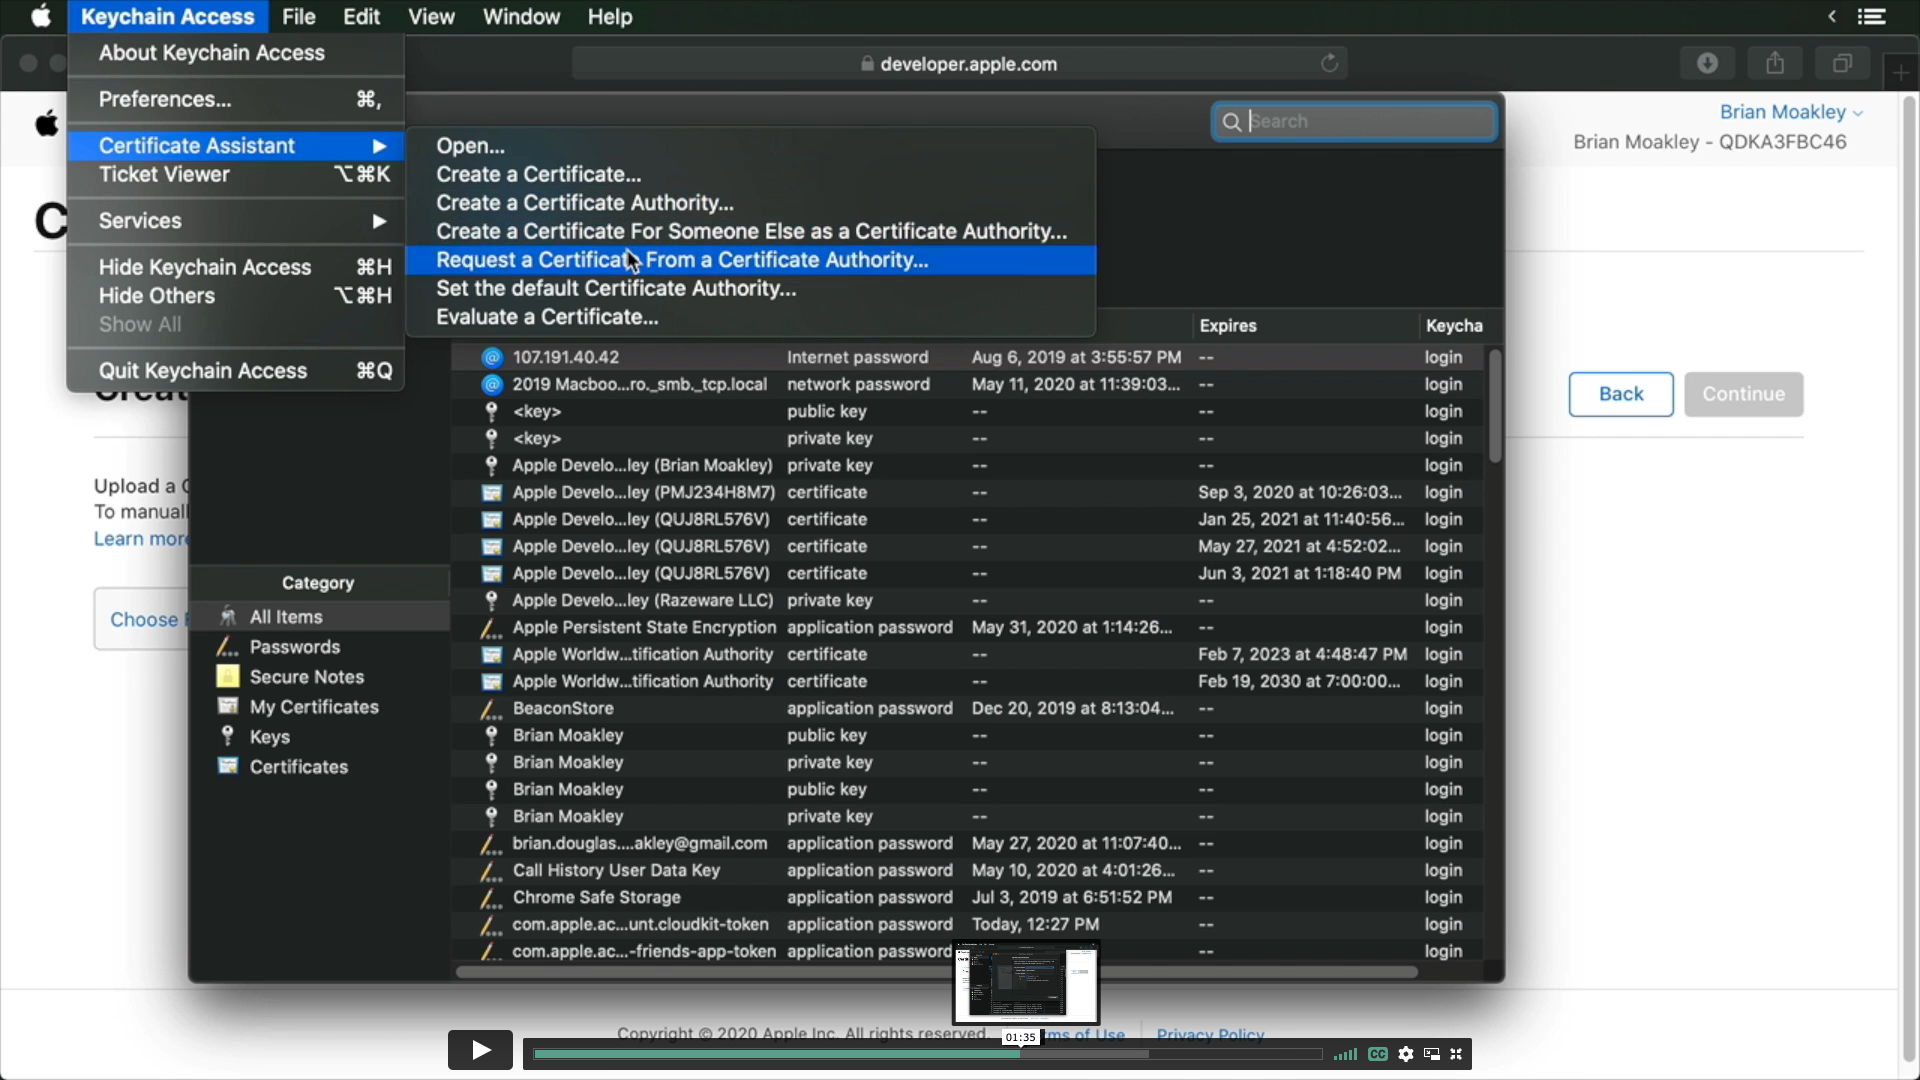 Keychain Access File Edit View Window Help
About Keychain Access
Preferences... ⌘,
Certificate Assistant
Ticket Viewer ⌥⌘K
Services
Hide Keychain Access ⌘H
Hide Others ⌥⌘H
Show All
Quit Keychain Access ⌘Q
Open...
Create a Certificate...
Create a Certificate Authority...
Create a Certificate For Someone Else as a Certificate Authority...
Request a Certificate From a Certificate Authority...
Set the default Certificate Authority...
Evaluate a Certificate...
developer.apple.com
Search
Brian Moakley
Brian Moakley - QDKA3FBC46
Back Continue
Upload a
To manual
Learn more
Choose
Category
All Items
Passwords
Secure Notes
My Certificates
Keys
Certificates
Expires Keycha
107.191.40.42 Internet password Aug 6, 2019 at 3:55:57 PM -- login
2019 Macboo...ro._smb._tcp.local network password May 11, 2020 at 11:39:03... -- login
<key> public key -- -- login
<key> private key -- -- login
Apple Develo...ley (Brian Moakley) private key -- -- login
Apple Develo...ley (PMJ234H8M7) certificate -- Sep 3, 2020 at 10:26:03... login
Apple Develo...ley (QUJ8RL576V) certificate -- Jan 25, 2021 at 11:40:56... login
Apple Develo...ley (QUJ8RL576V) certificate -- May 27, 2021 at 4:52:02... login
Apple Develo...ley (QUJ8RL576V) certificate -- Jun 3, 2021 at 1:18:40 PM login
Apple Develo...ley (Razeware LLC) private key -- -- login
Apple Persistent State Encryption application password May 31, 2020 at 1:14:26... -- login
Apple Worldw...tification Authority certificate -- Feb 7, 2023 at 4:48:47 PM login
Apple Worldw...tification Authority certificate -- Feb 19, 2030 at 7:00:00... login
BeaconStore application password Dec 20, 2019 at 8:13:04... -- login
Brian Moakley public key -- -- login
Brian Moakley private key -- -- login
Brian Moakley public key -- -- login
Brian Moakley private key -- -- login
brian.douglas....akley@gmail.com application password May 27, 2020 at 11:07:40... -- login
Call History User Data Key application password May 10, 2020 at 4:01:26... -- login
Chrome Safe Storage application password Jul 3, 2019 at 6:51:52 PM -- login
com.apple.ac...unt.cloudkit-token application password Today, 12:27 PM -- login
com.apple.ac...-friends-app-token application password -- login
Copyright © 2020 Apple Inc. All rights reserved. ms of Use Privacy Policy
01:35
CC